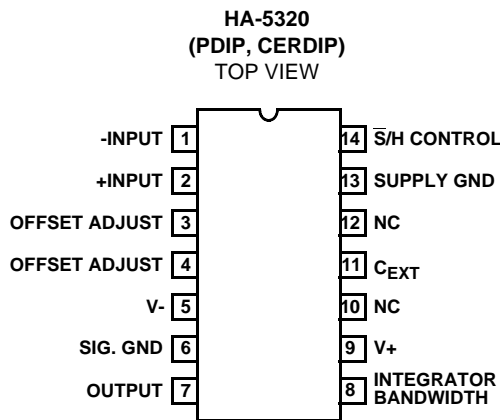 HA-5320
(PDIP, CERDIP)
TOP VIEW
-INPUT 1
+INPUT 2
OFFSET ADJUST 3
OFFSET ADJUST 4
V- 5
SIG. GND 6
OUTPUT 7
14 S̅/H CONTROL
13 SUPPLY GND
12 NC
11 CEXT
10 NC
9 V+
8 INTEGRATOR
BANDWIDTH